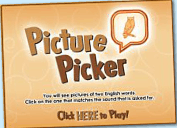 Picture
Picker
You will see pictures of two English words.
Click on the one that matches the sound that is asked for.
Click HERE to Play!